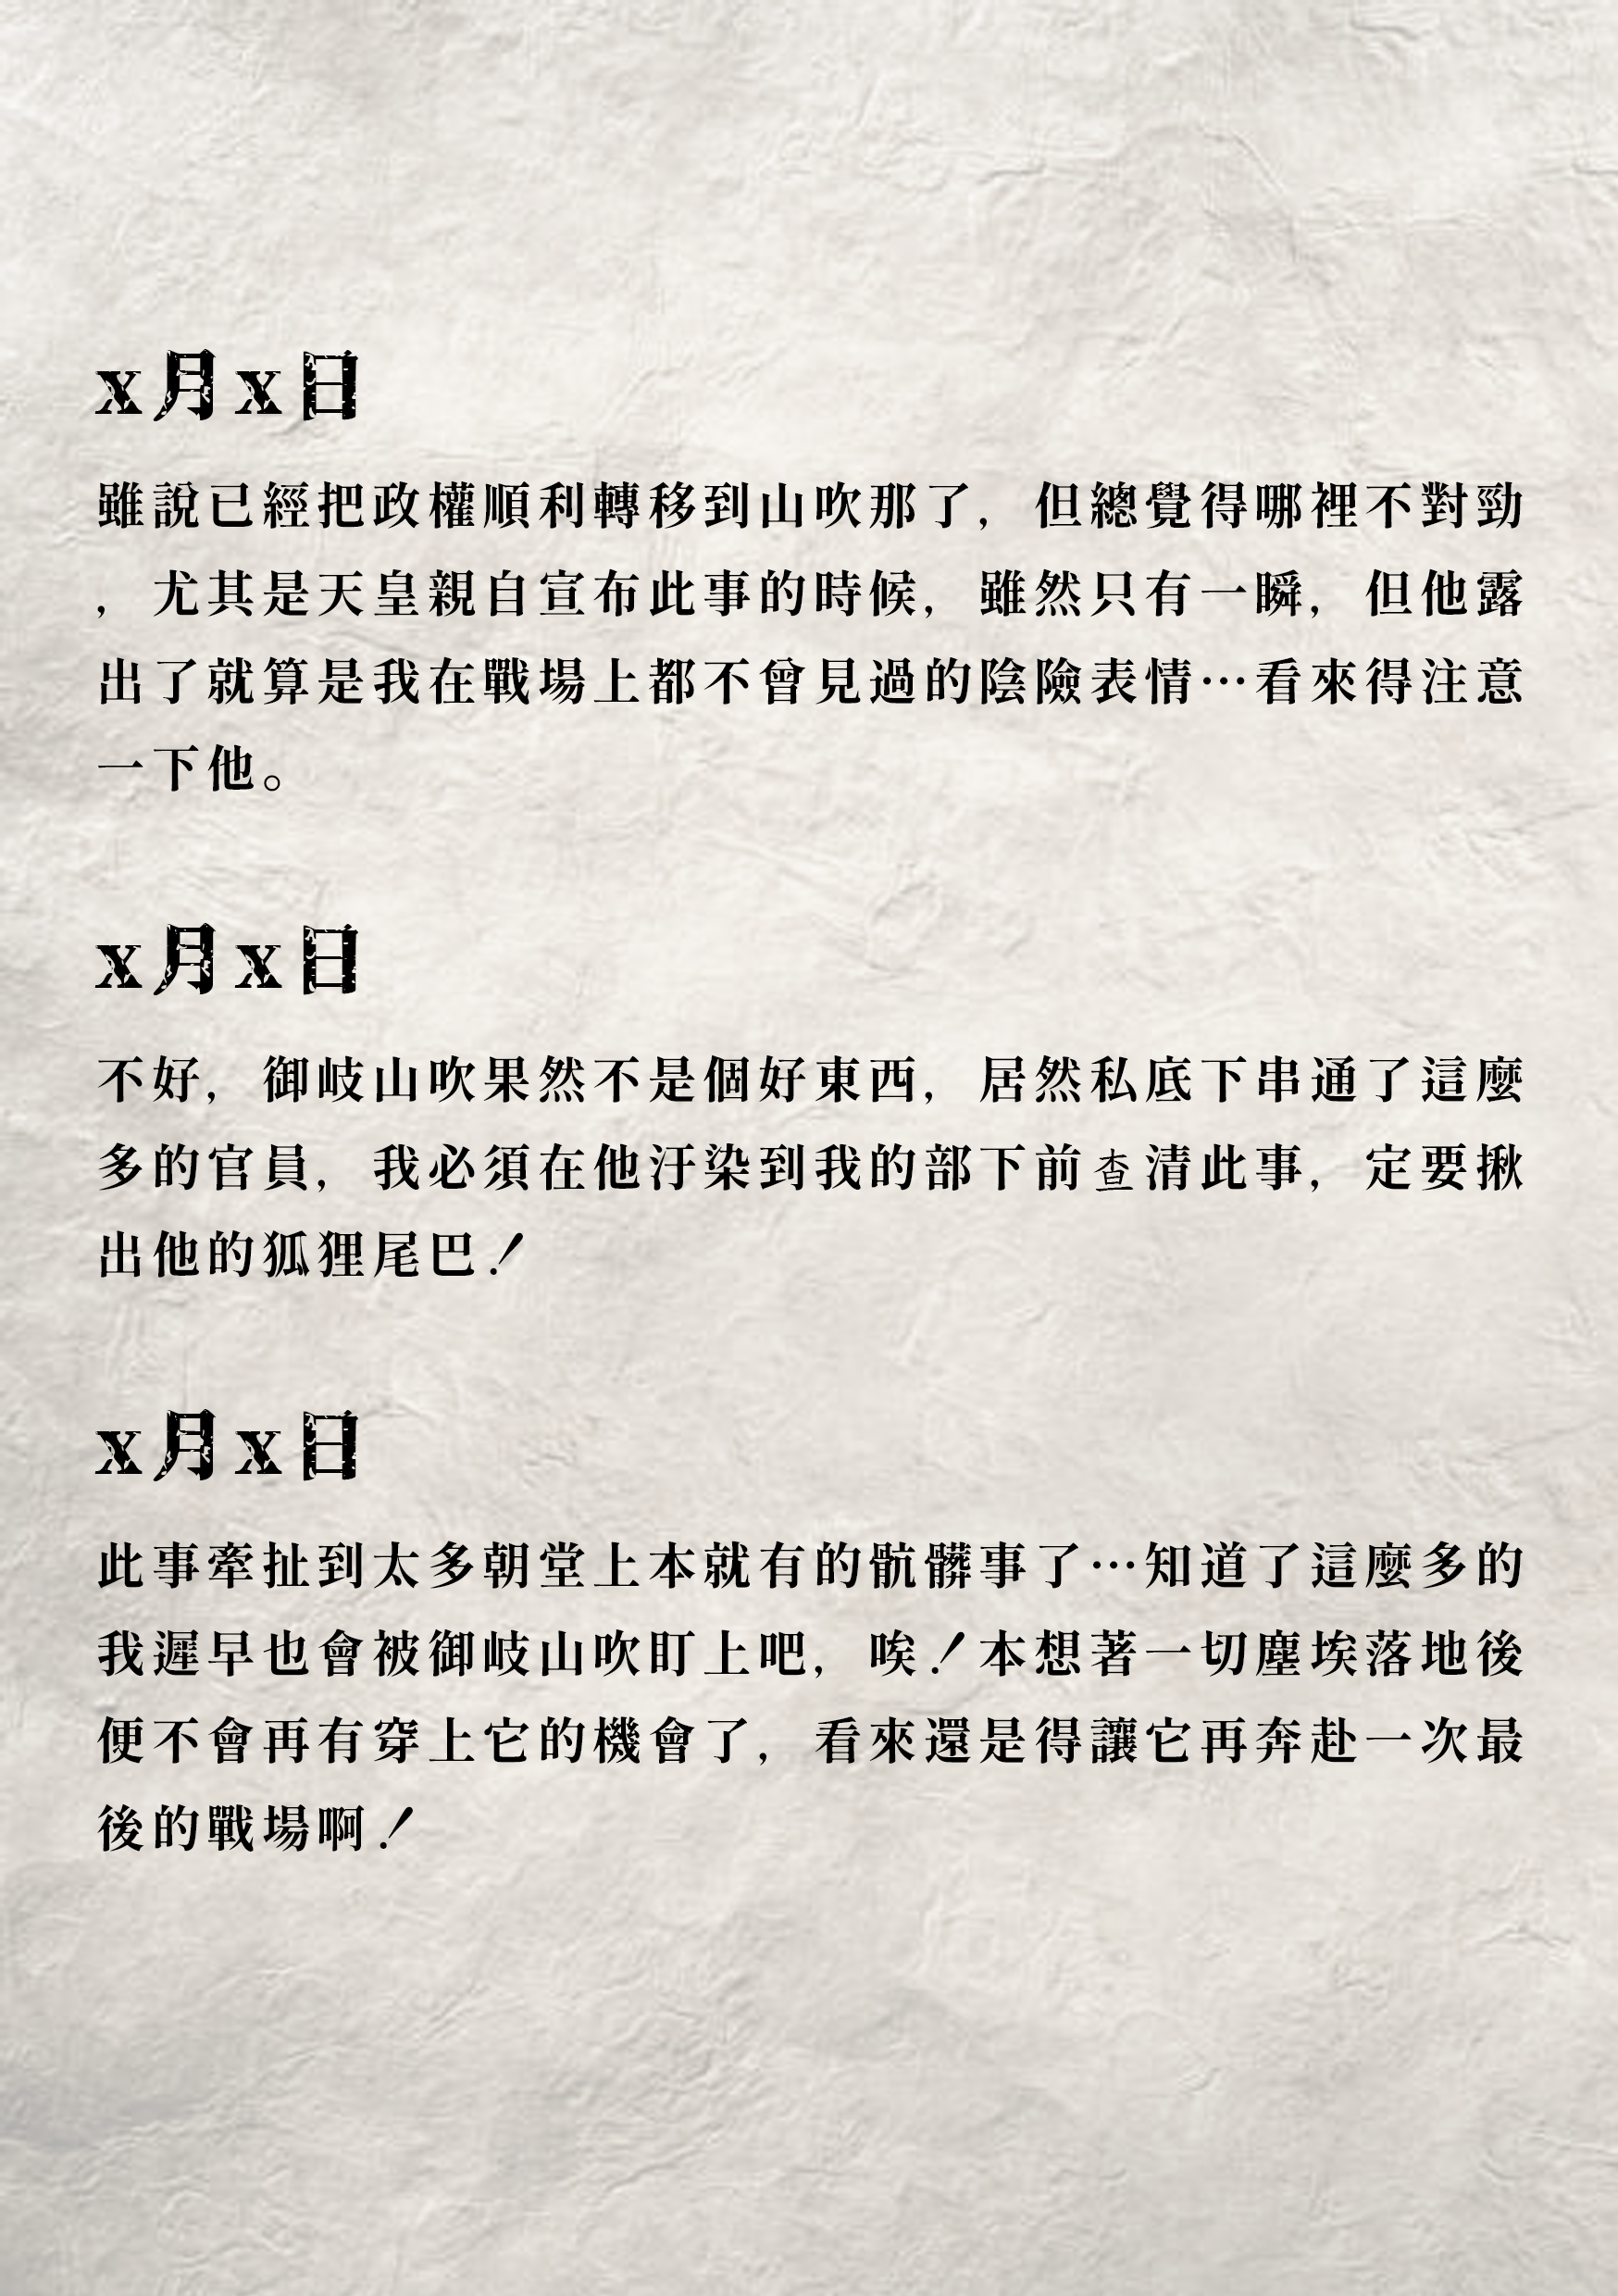 x月x日
雖說已經把政權順利轉移到山吹那了，但總覺得哪裡不對勁
，尤其是天皇親自宣布此事的時候，雖然只有一瞬，但他露
出了就算是我在戰場上都不曾見過的陰險表情…看來得注意
一下他。
x月x日
不好，御岐山吹果然不是個好東西，居然私底下串通了這麼
多的官員，我必須在他汙染到我的部下前查清此事，定要揪
出他的狐狸尾巴！
x月x日
此事牽扯到太多朝堂上本就有的骯髒事了…知道了這麼多的
我遲早也會被御岐山吹盯上吧，唉！本想著一切塵埃落地後
便不會再有穿上它的機會了，看來還是得讓它再奔赴一次最
後的戰場啊！